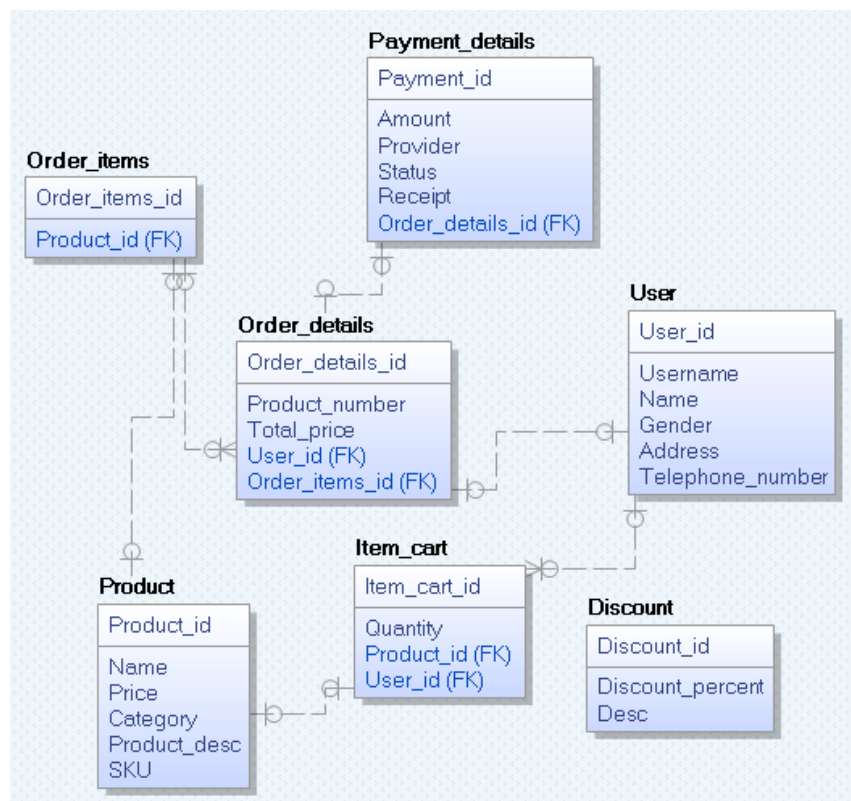 Payment_details
Payment_id
Amount
Provider
Status
Receipt
Order_details_id (FK)
Order_items
Order_items_id
Product_id (FK)
User
User_id
Username
Name
Gender
Address
Telephone_number
Order_details
Order_details_id
Product_number
Total_price
User_id (FK)
Order_items_id (FK)
Item_cart
Item_cart_id
Quantity
Product_id (FK)
User_id (FK)
Product
Product_id
Name
Price
Category
Product_desc
SKU
Discount
Discount_id
Discount_percent
Desc